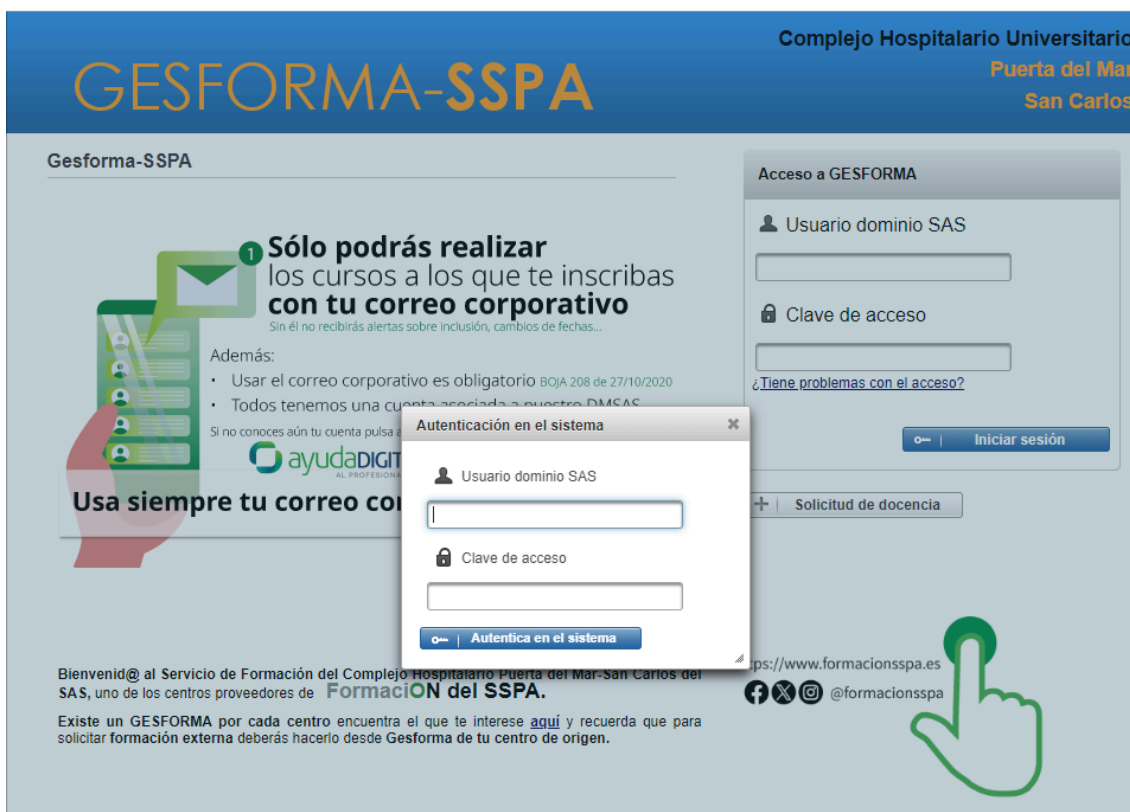 Complejo Hospitalario Universitario
GESFORMA-SSPA
Puerta del Mar
San Carlos
Gesforma-SSPA
1
Sólo podrás realizar
los cursos a los que te inscribas
con tu correo corporativo
Sin él no recibirás alertas sobre inclusión, cambios de fechas...
Además:
• Usar el correo corporativo es obligatorio BOJA 208 de 27/10/2020
• Todos tenemos una cuenta asociada a nuestro DMSAS
Si no conoces aún tu cuenta pulsa
ayudaDIGIT
AL PROFESIONA
Usa siempre tu correo co
Acceso a GESFORMA
Usuario dominio SAS
Clave de acceso
¿Tiene problemas con el acceso?
Iniciar sesión
Solicitud de docencia
Autenticación en el sistema
Usuario dominio SAS
Clave de acceso
Autentica en el sistema
Bienvenid@ al Servicio de Formación del Complejo Hospitalario Puerta del Mar-San Carlos del
SAS, uno de los centros proveedores de FormaciON del SSPA.
Existe un GESFORMA por cada centro encuentra el que te interese aquí y recuerda que para
solicitar formación externa deberás hacerlo desde Gesforma de tu centro de origen.
ps://www.formacionsspa.es
@formacionsspa